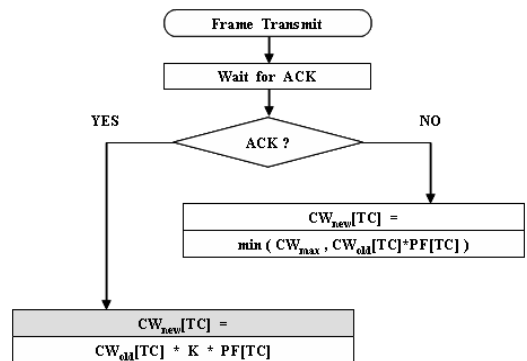 Frame Transmit
Wait for ACK
YES
NO
ACK ?
CWnew[TC] =
min ( CWmax , CWold[TC]*PF[TC] )
CWnew[TC] =
CWold[TC] * K * PF[TC]